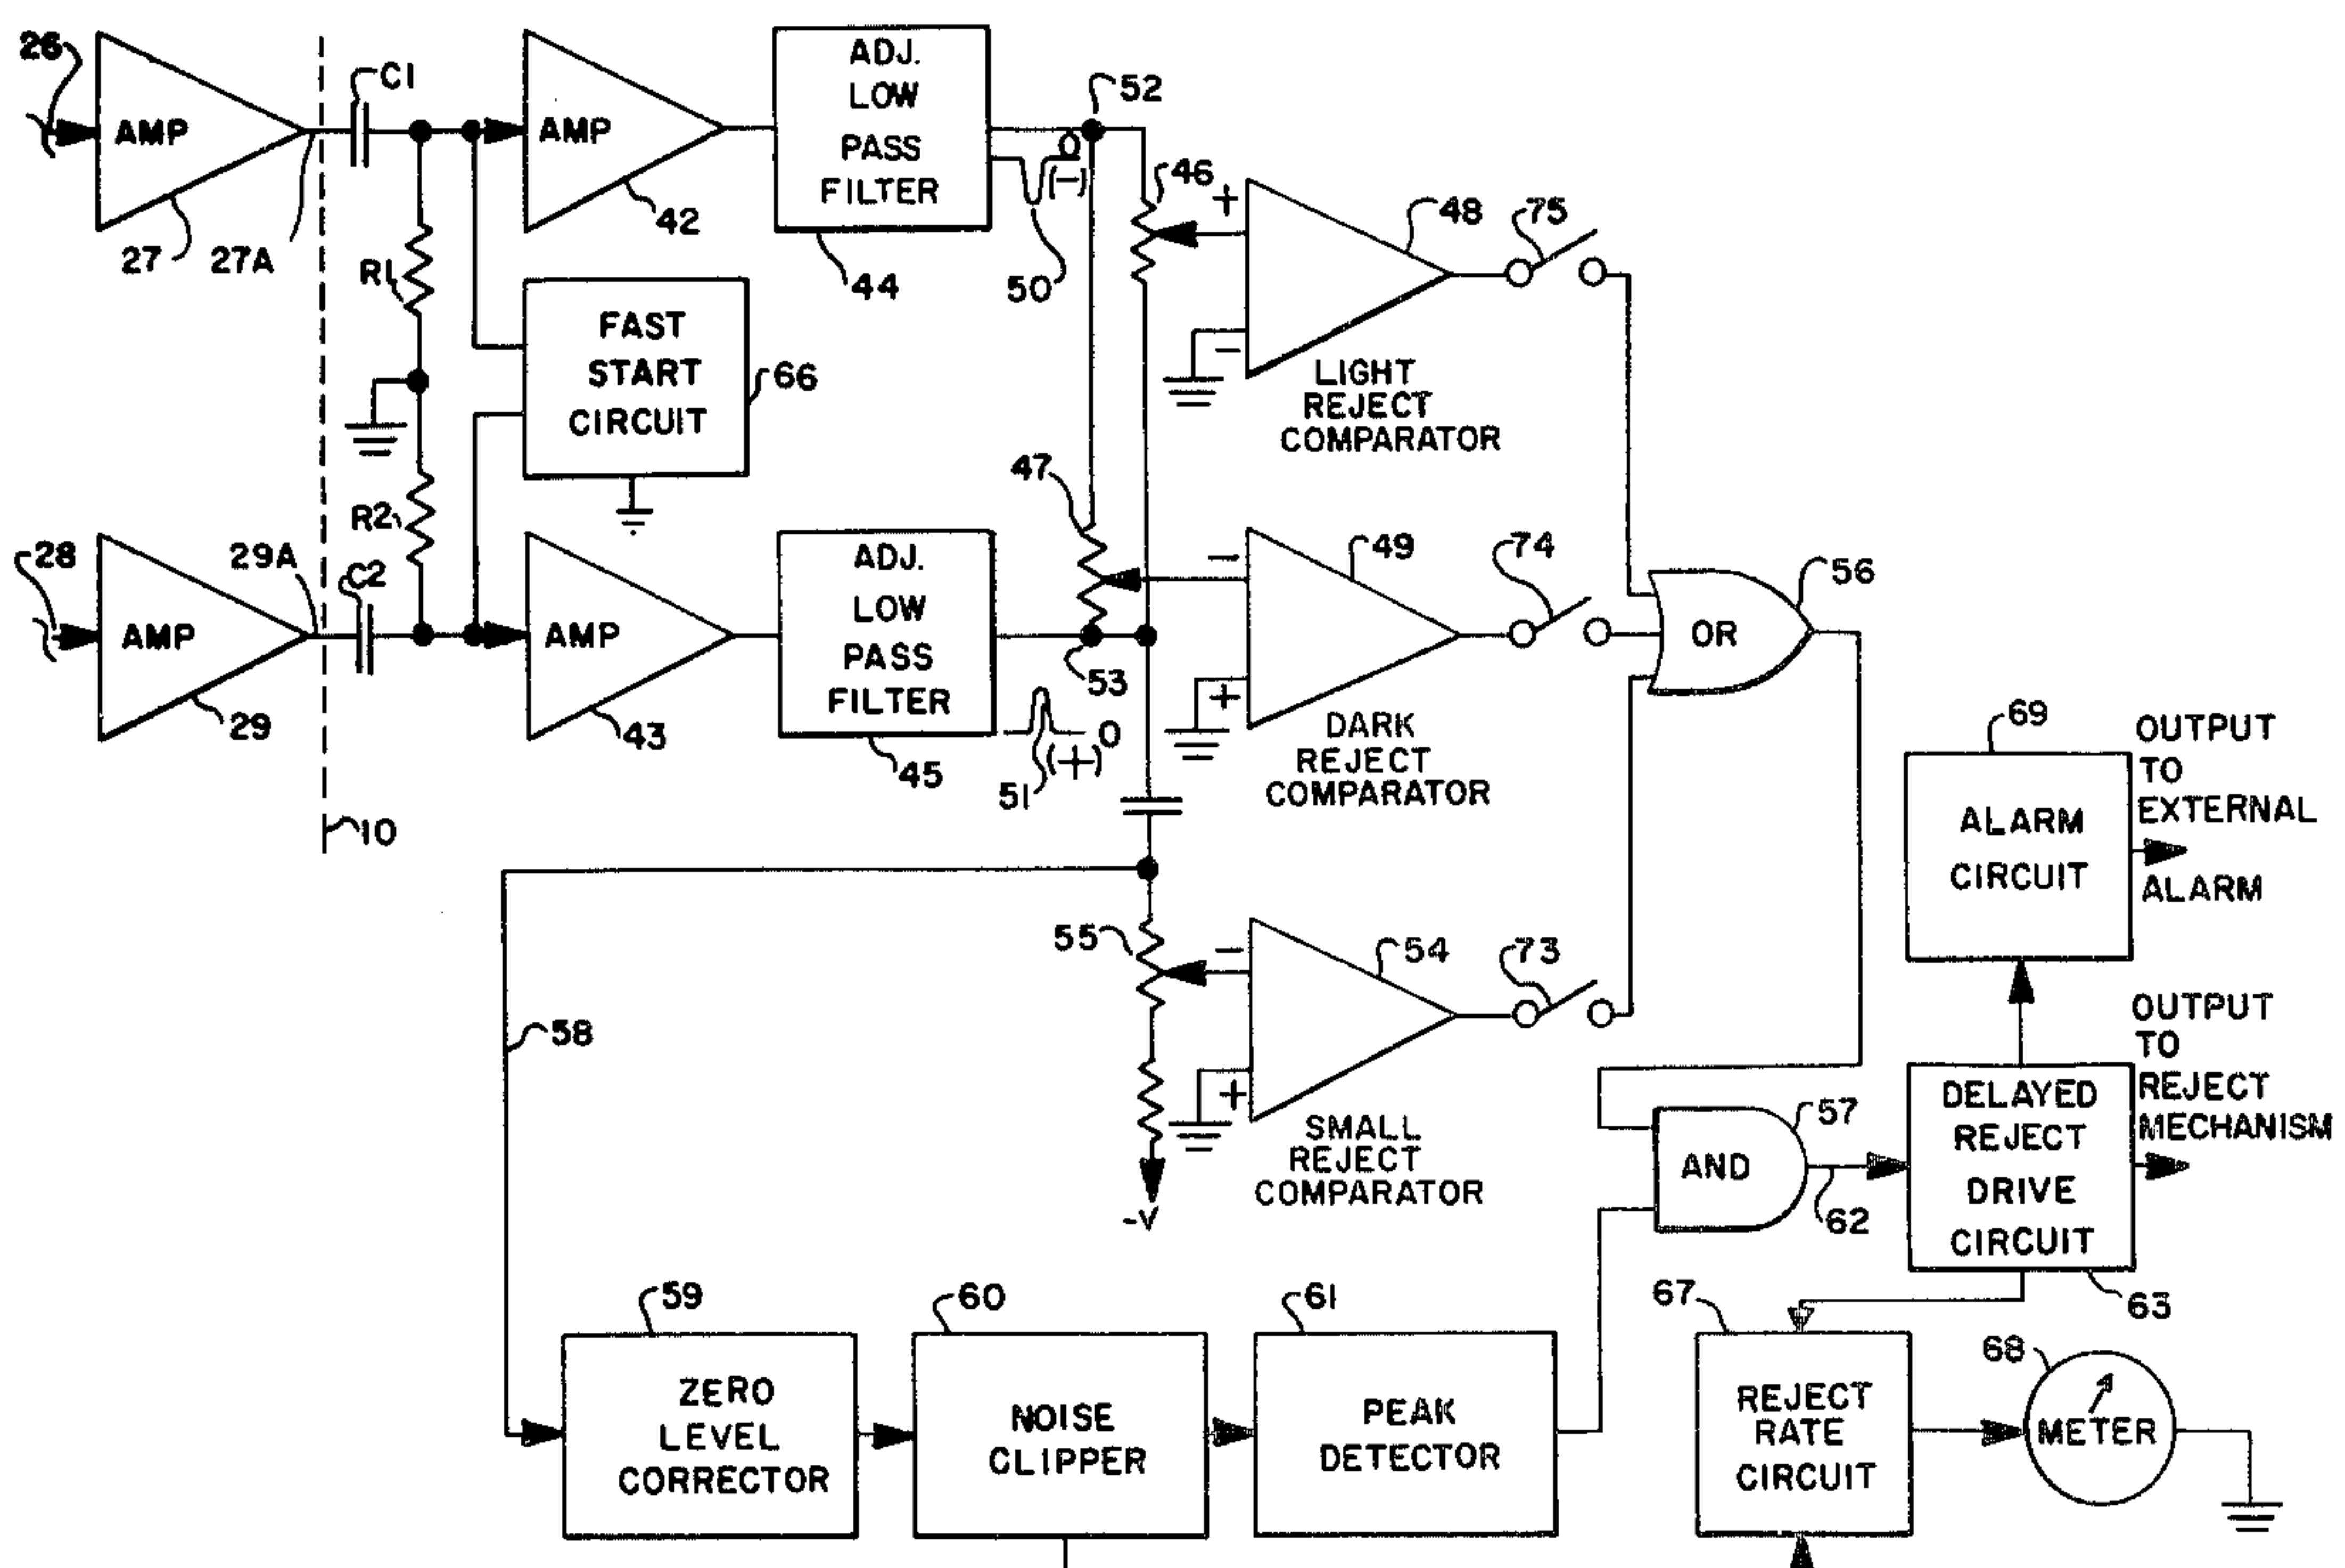 26
AMP
27
27A
C1
R1
AMP
42
ADJ.
LOW
PASS
FILTER
44
O
(-)
50
52
46
+
-
48
LIGHT
REJECT
COMPARATOR
75
FAST
START
CIRCUIT
66
28
AMP
29
29A
C2
R2
10
AMP
43
ADJ.
LOW
PASS
FILTER
45
O
(+)
51
47
53
-
+
49
DARK
REJECT
COMPARATOR
74
OR
56
55
-
+
54
SMALL
REJECT
COMPARATOR
73
-V
58
69
ALARM
CIRCUIT
OUTPUT
TO
EXTERNAL
ALARM
OUTPUT
TO
REJECT
MECHANISM
AND
57
62
DELAYED
REJECT
DRIVE
CIRCUIT
63
59
ZERO
LEVEL
CORRECTOR
60
NOISE
CLIPPER
61
PEAK
DETECTOR
67
REJECT
RATE
CIRCUIT
68
METER